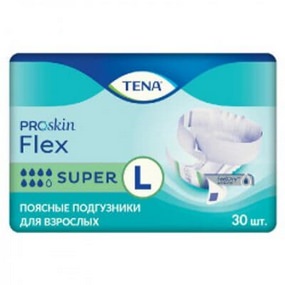 TENA
PROskin
Flex
SUPER L
ПОЯСНЫЕ ПОДГУЗНИКИ
ДЛЯ ВЗРОСЛЫХ
30 шт.